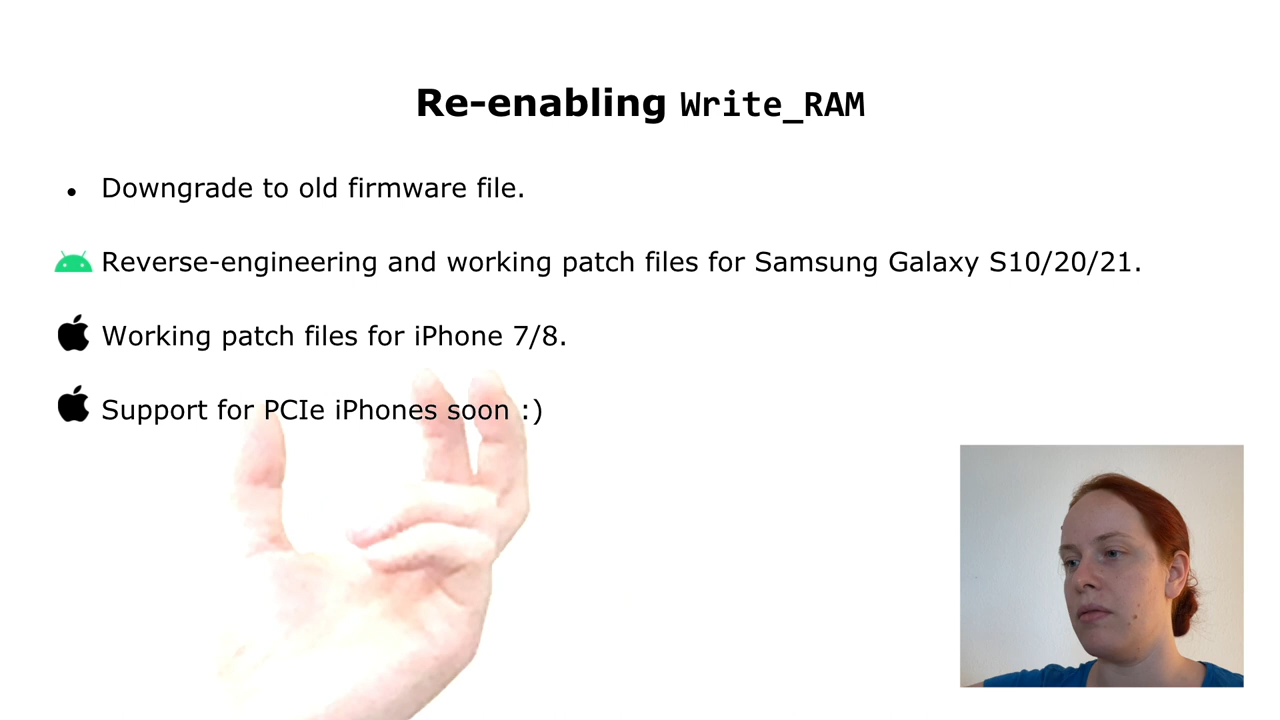 Re-enabling Write_RAM
Downgrade to old firmware file.
Reverse-engineering and working patch files for Samsung Galaxy S10/20/21.
Working patch files for iPhone 7/8.
Support for PCIe iPhones soon :)